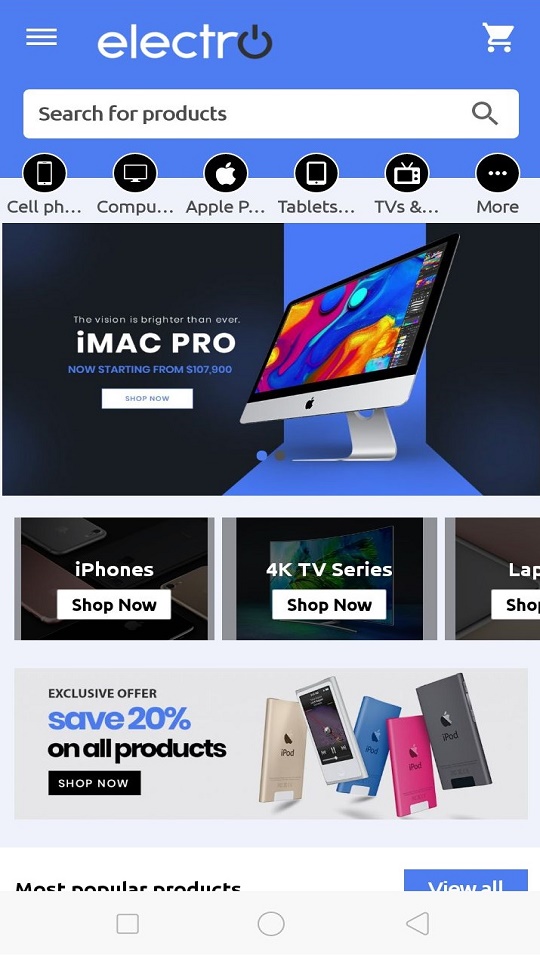 electro
Search for products
Cell ph...
Compu...
Apple P...
Tablets...
TVs &...
More
The vision is brighter than ever.
iMAC PRO
NOW STARTING FROM $107,900
SHOP NOW
iPhones
4K TV Series
Lap
Shop Now
Shop Now
Shop
EXCLUSIVE OFFER
save 20%
on all products
SHOP NOW
iPod
iPod
iPod
iPod
Most popular products
View all